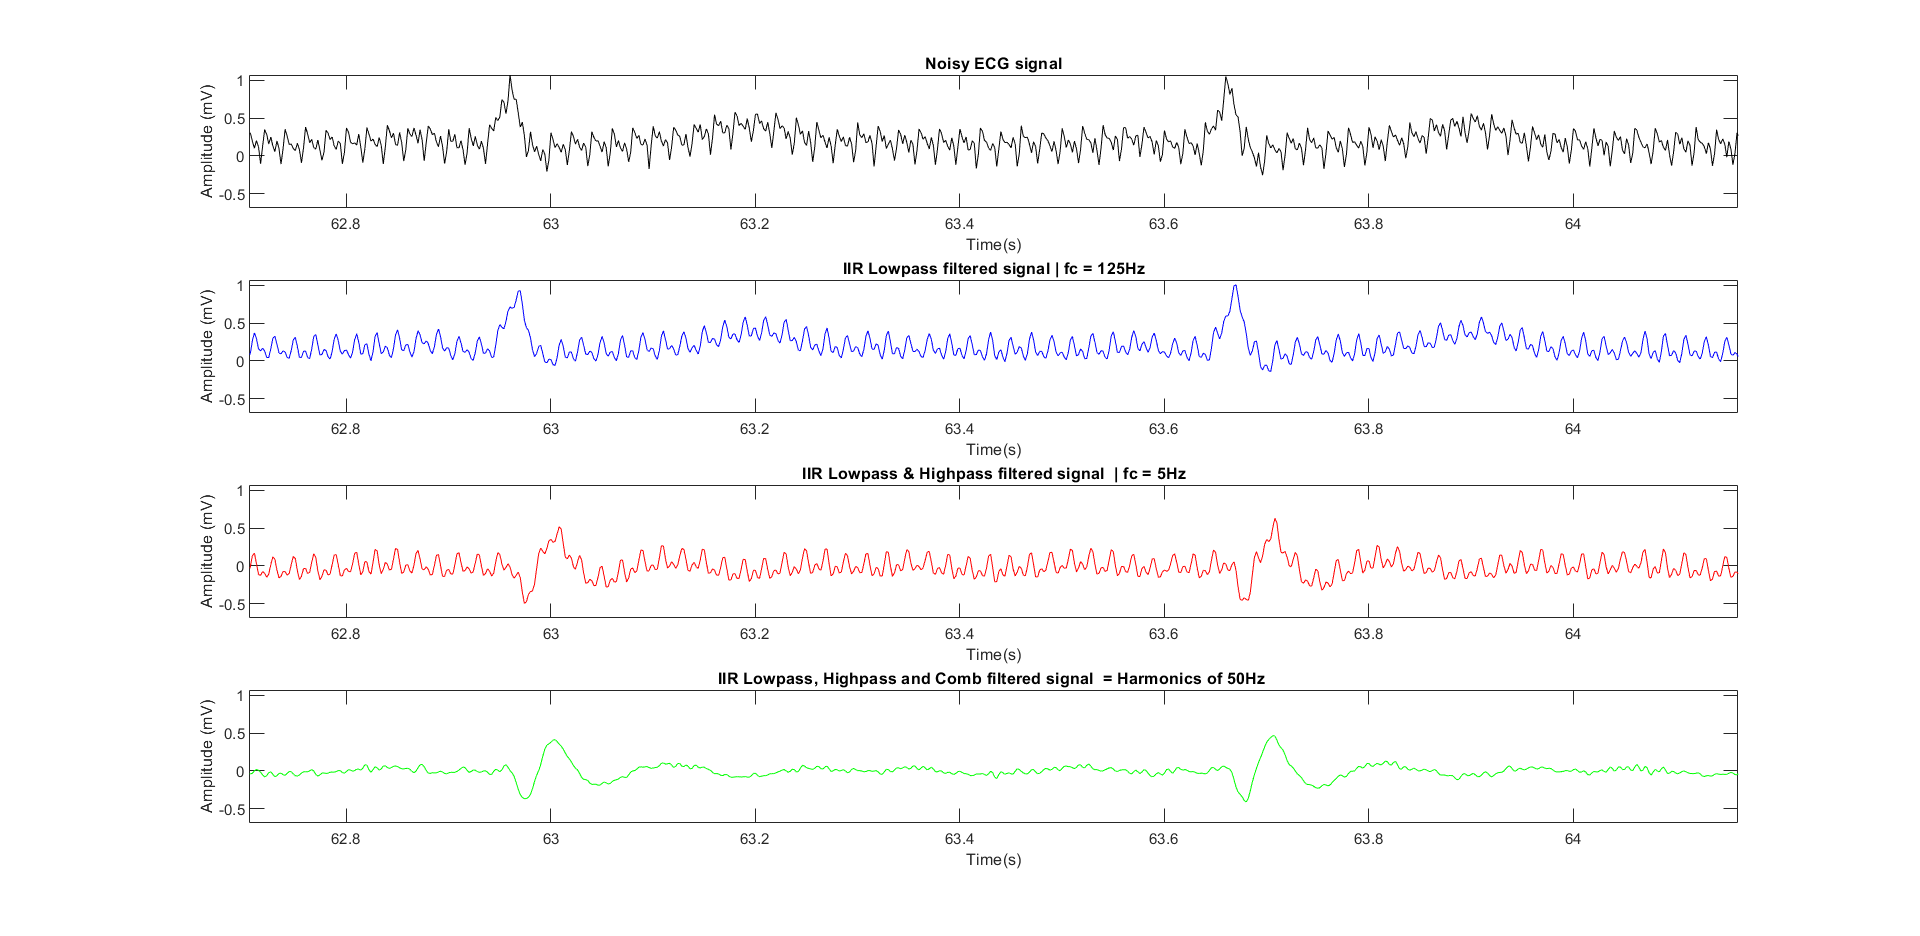 Noisy ECG signal
Amplitude (mV)
1
0.5
0
-0.5
62.8 63 63.2 63.4 63.6 63.8 64
Time(s)
IIR Lowpass filtered signal | fc = 125Hz
Amplitude (mV)
1
0.5
0
-0.5
62.8 63 63.2 63.4 63.6 63.8 64
Time(s)
IIR Lowpass & Highpass filtered signal | fc = 5Hz
Amplitude (mV)
1
0.5
0
-0.5
62.8 63 63.2 63.4 63.6 63.8 64
Time(s)
IIR Lowpass, Highpass and Comb filtered signal = Harmonics of 50Hz
Amplitude (mV)
1
0.5
0
-0.5
62.8 63 63.2 63.4 63.6 63.8 64
Time(s)